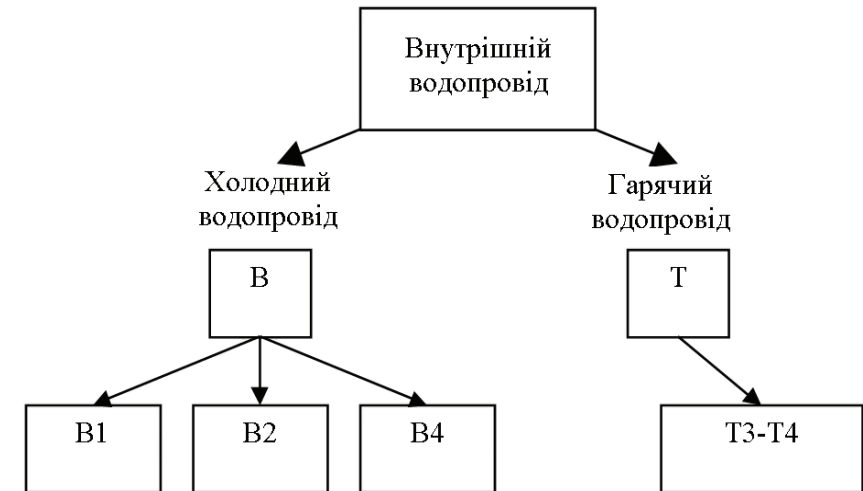 Внутрішній
водопровід
Холодний
водопровід
Гарячий
водопровід
В
Т
В1
В2
В4
Т3-Т4